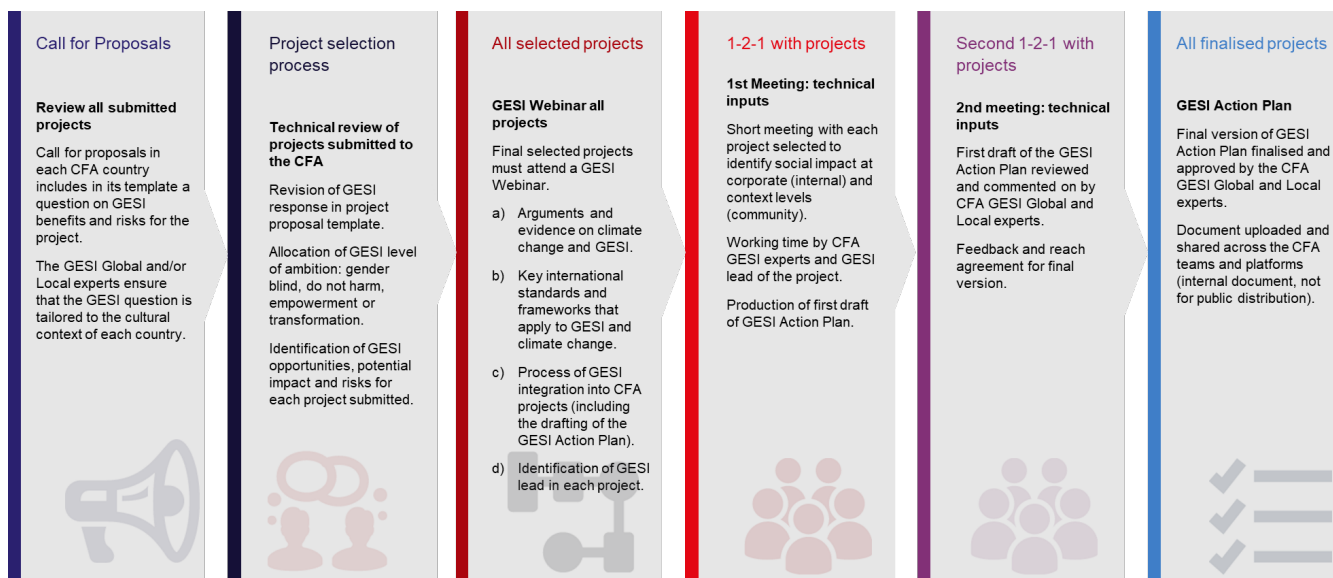 Call for Proposals
Review all submitted
projects
Call for proposals in
each CFA country
includes in its template a
question on GESI
benefits and risks for the
project.
The GESI Global and/or
Local experts ensure
that the GESI question is
tailored to the cultural
context of each country.
Project selection
process
Technical review of
projects submitted to
the CFA
Revision of GESI
response in project
proposal template.
Allocation of GESI level
of ambition: gender
blind, do not harm,
empowerment or
transformation.
Identification of GESI
opportunities, potential
impact and risks for
each project submitted.
All selected projects
GESI Webinar all
projects
Final selected projects
must attend a GESI
Webinar.
a) Arguments and
evidence on climate
change and GESI.
b) Key international
standards and
frameworks that
apply to GESI and
climate change.
c) Process of GESI
integration into CFA
projects (including
the drafting of the
GESI Action Plan).
d) Identification of GESI
lead in each project.
1-2-1 with projects
1st Meeting: technical
inputs
Short meeting with each
project selected to
identify social impact at
corporate (internal) and
context levels
(community).
Working time by CFA
GESI experts and GESI
lead of the project.
Production of first draft
of GESI Action Plan.
Second 1-2-1 with
projects
2nd meeting: technical
inputs
First draft of the GESI
Action Plan reviewed
and commented on by
CFA GESI Global and
Local experts.
Feedback and reach
agreement for final
version.
All finalised projects
GESI Action Plan
Final version of GESI
Action Plan finalised and
approved by the CFA
GESI Global and Local
experts.
Document uploaded and
shared across the CFA
teams and platforms
(internal document, not
for public distribution).